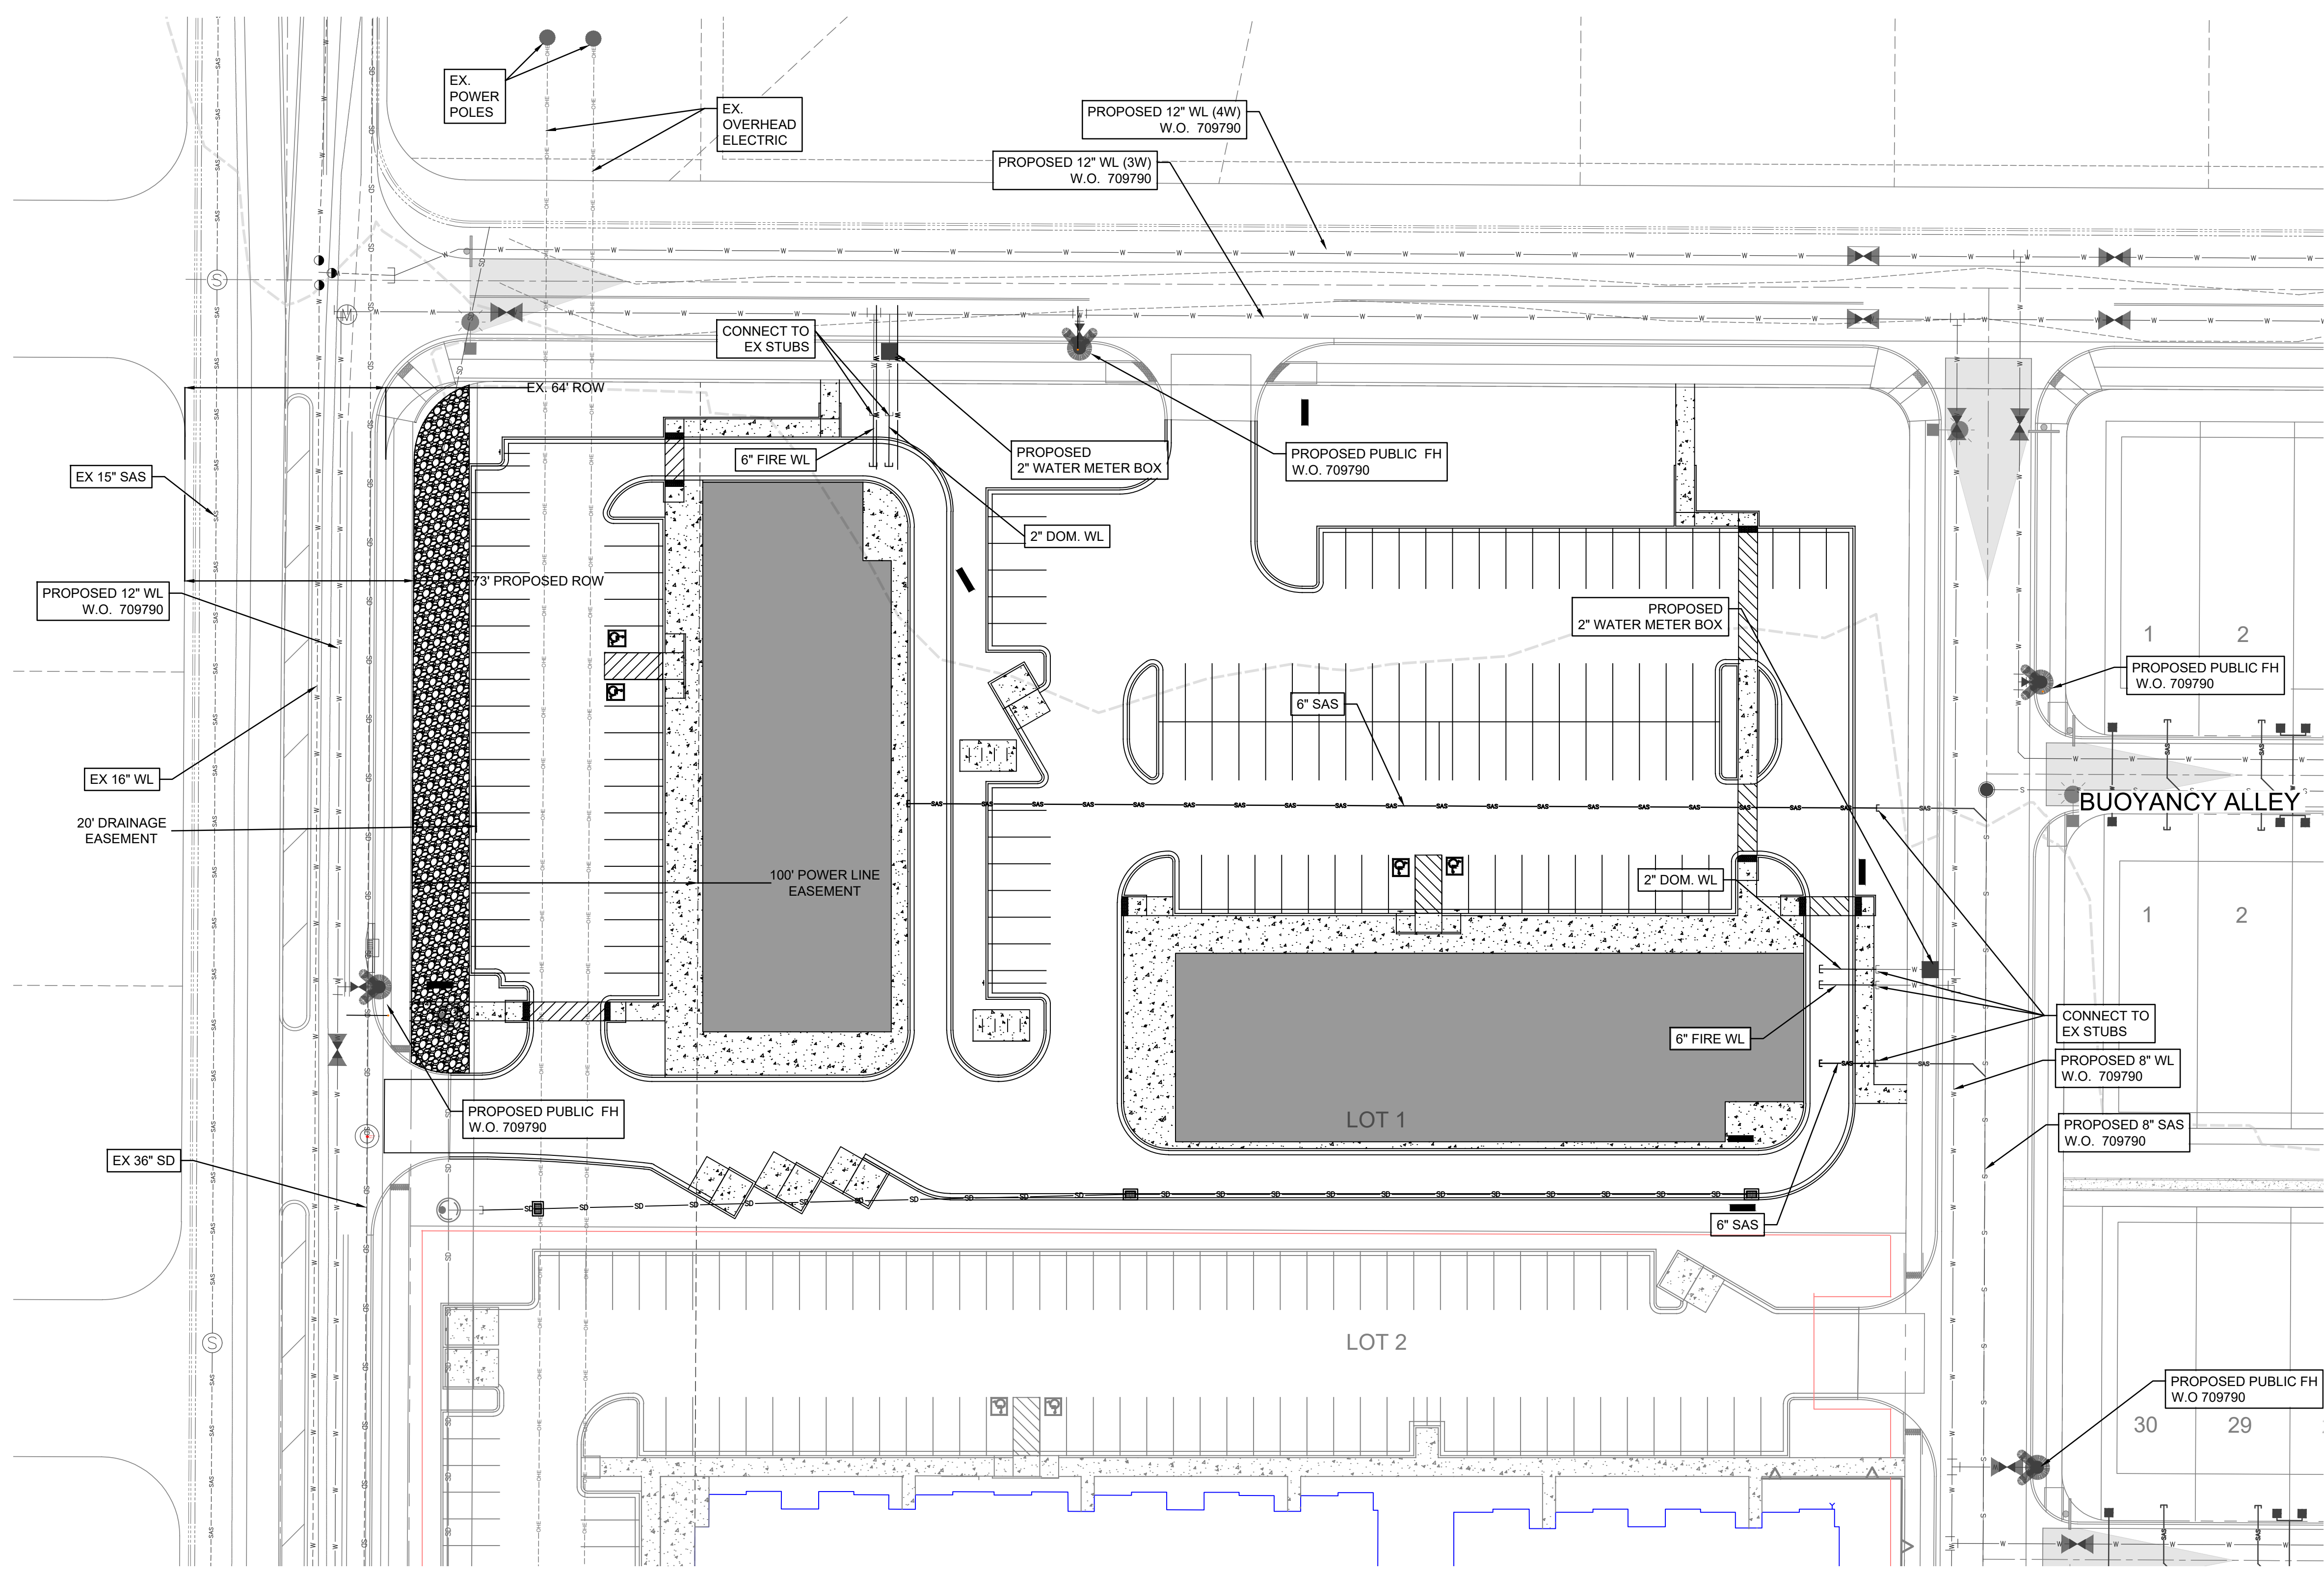 EX.
POWER
POLES
EX.
OVERHEAD
ELECTRIC
PROPOSED 12" WL (4W)
W.O. 709790
PROPOSED 12" WL (3W)
W.O. 709790
CONNECT TO
EX STUBS
EX. 64' ROW
6" FIRE WL
PROPOSED
2" WATER METER BOX
PROPOSED PUBLIC FH
W.O. 709790
EX 15" SAS
2" DOM. WL
73' PROPOSED ROW
PROPOSED 12" WL
W.O. 709790
PROPOSED
2" WATER METER BOX
1
2
PROPOSED PUBLIC FH
W.O. 709790
6" SAS
EX 16" WL
BUOYANCY ALLEY
20' DRAINAGE
EASEMENT
100' POWER LINE
EASEMENT
2" DOM. WL
1
2
CONNECT TO
EX STUBS
6" FIRE WL
PROPOSED 8" WL
W.O. 709790
PROPOSED PUBLIC FH
W.O. 709790
LOT 1
PROPOSED 8" SAS
W.O. 709790
EX 36" SD
6" SAS
LOT 2
PROPOSED PUBLIC FH
W.O 709790
30
29